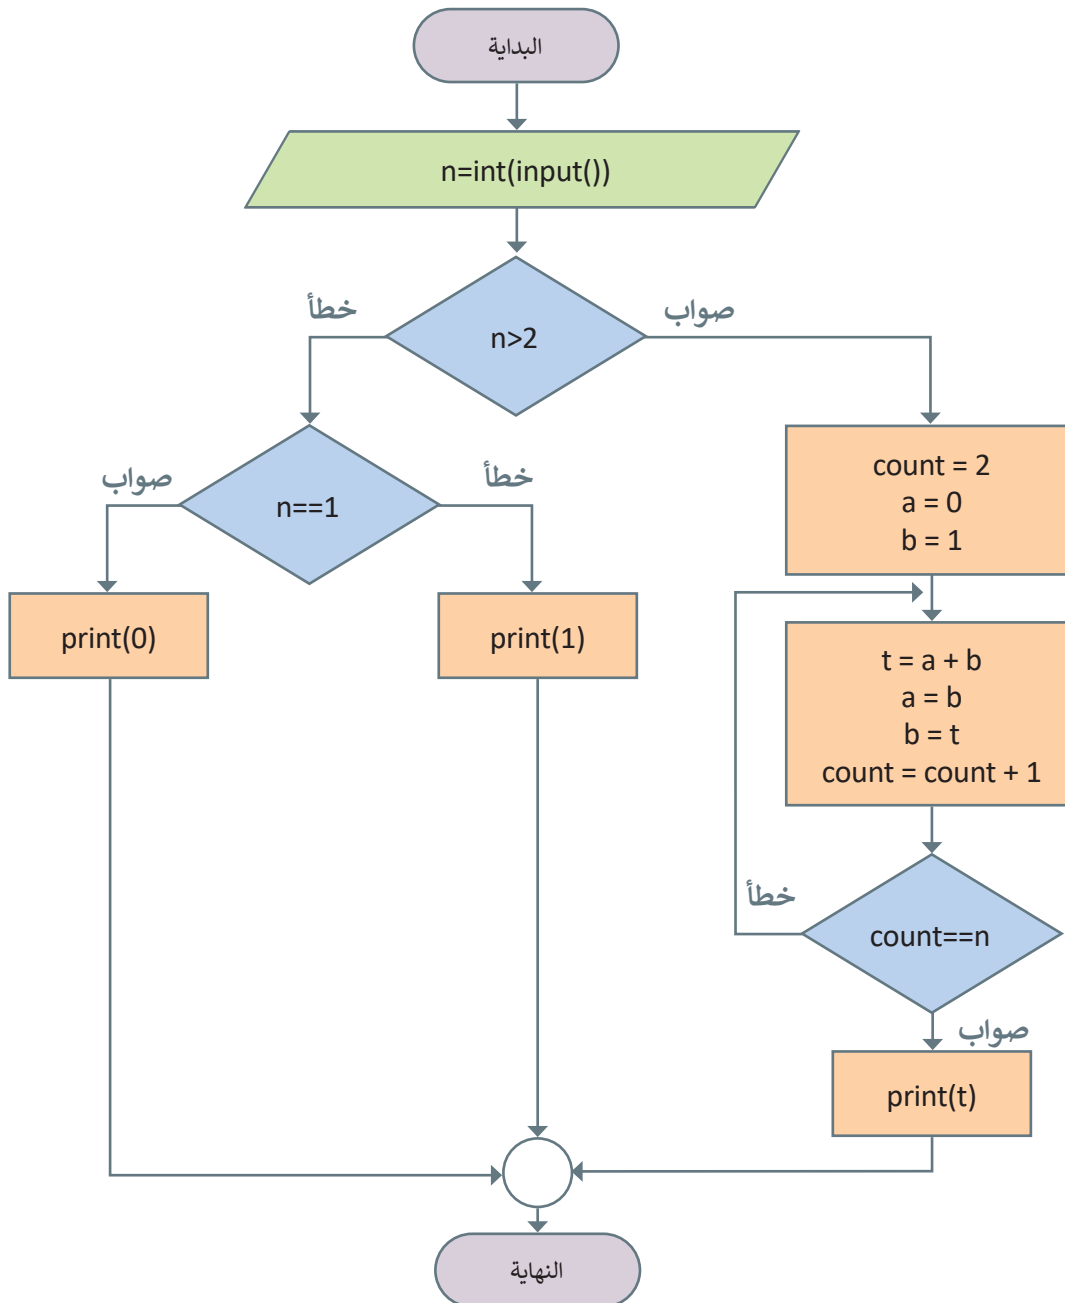 البداية
n=int(input())
خطأ
صواب
n>2
صواب
خطأ
n==1
count = 2
a = 0
b = 1
print(0)
print(1)
t = a + b
a = b
b = t
count = count + 1
خطأ
count==n
صواب
print(t)
النهاية